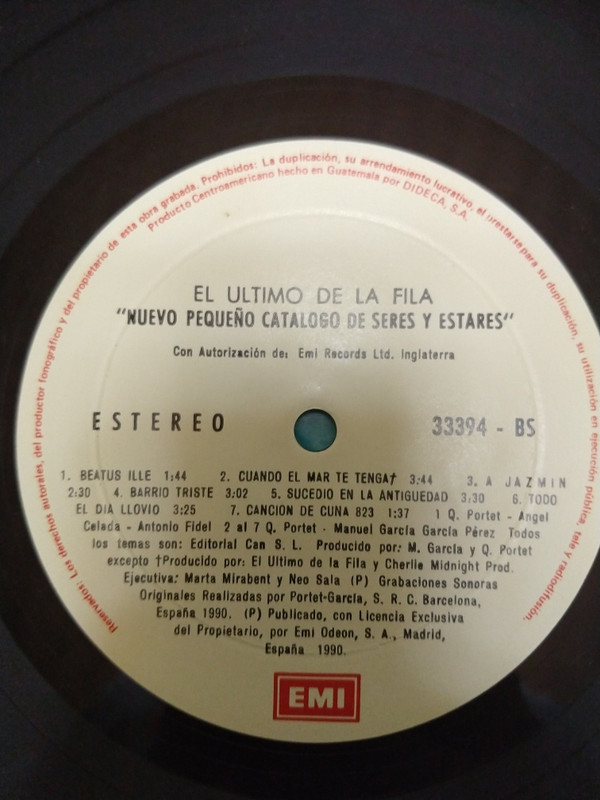 Reservados: Los derechos autorales, del productor fonográfico y del propietario de esta obra grabada. Prohibidos: La duplicación, su arrendamiento lucrativo, el prestarse para su duplicación, su utilización en ejecución pública, tele y radiodifusión.
Producto Centroamericano hecho en Guatemala por DIDECA, S.A.
EL ULTIMO DE LA FILA
"NUEVO PEQUEÑO CATALOGO DE SERES Y ESTARES"
Con Autorización de: Emi Records Ltd. Inglaterra
ESTEREO 33394 - BS
1. BEATUS ILLE 1:44 2. CUANDO EL MAR TE TENGA† 3:44 3. A JAZMIN
2:30 4. BARRIO TRISTE 3:02 5. SUCEDIO EN LA ANTIGUEDAD 3:30 6. TODO
EL DIA LLOVIO 3:25 7. CANCION DE CUNA 823 1:37 1 Q. Portet - Angel
Celada - Antonio Fidel 2 al 7 Q. Portet - Manuel García García Pérez Todos
los temas son: Editorial Can S. L. Producido por: M. García y Q. Portet
excepto †Producido por: El Ultimo de la Fila y Cherlie Midnight Prod.
Ejecutiva: Marta Mirabent y Neo Sala (P) Grabaciones Sonoras
Originales Realizadas por Portet-García, S. R. C. Barcelona,
España 1990. (P) Publicado, con Licencia Exclusiva
del Propietario, por Emi Odeon, S. A., Madrid,
España 1990.
EMI